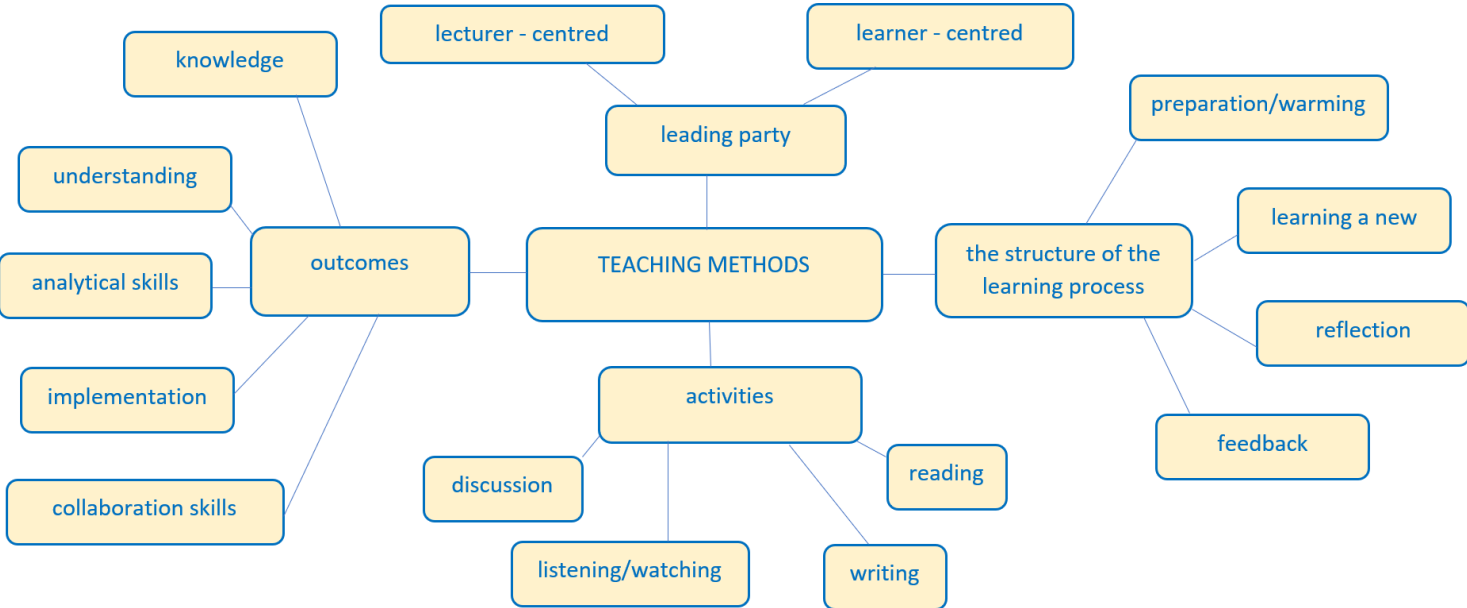 lecturer - centred
learner - centred
knowledge
preparation/warming
leading party
understanding
learning a new
outcomes
TEACHING METHODS
the structure of the
learning process
analytical skills
reflection
implementation
activities
feedback
discussion
reading
collaboration skills
listening/watching
writing